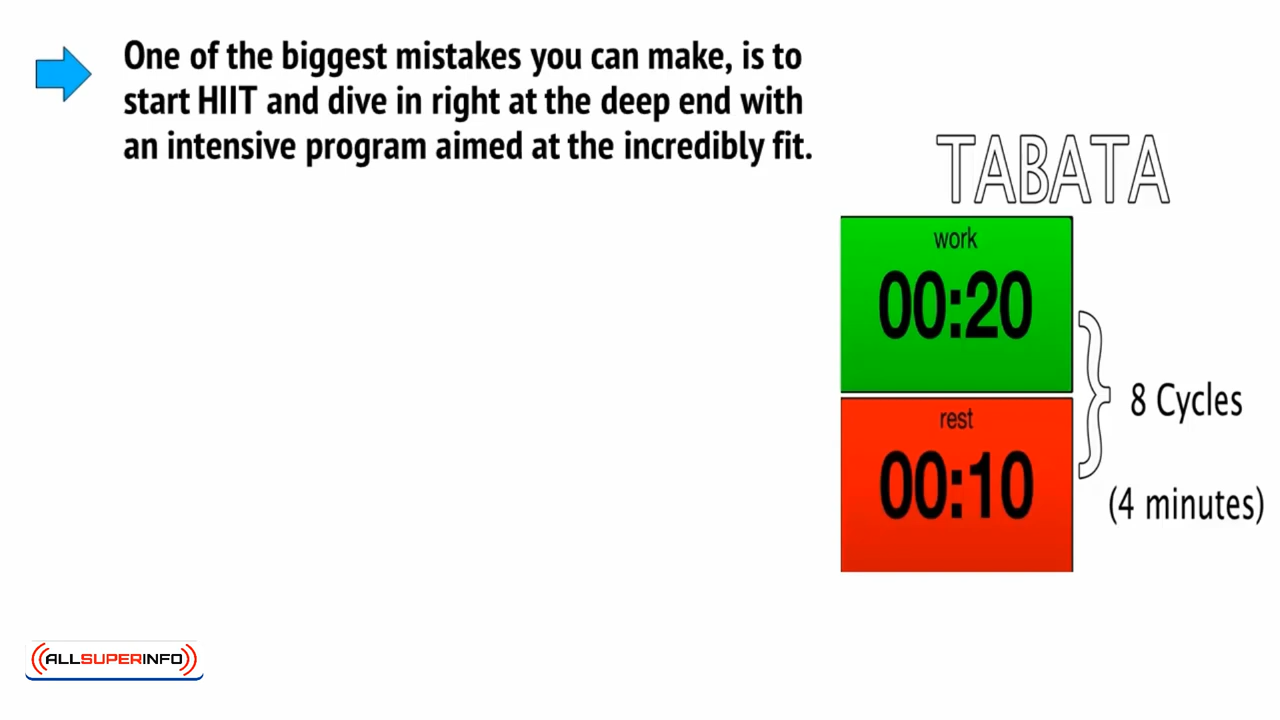 One of the biggest mistakes you can make, is to
start HIIT and dive in right at the deep end with
an intensive program aimed at the incredibly fit.
TABATA
work
00:20
rest
00:10
8 Cycles
(4 minutes)
ALLSUPERINFO